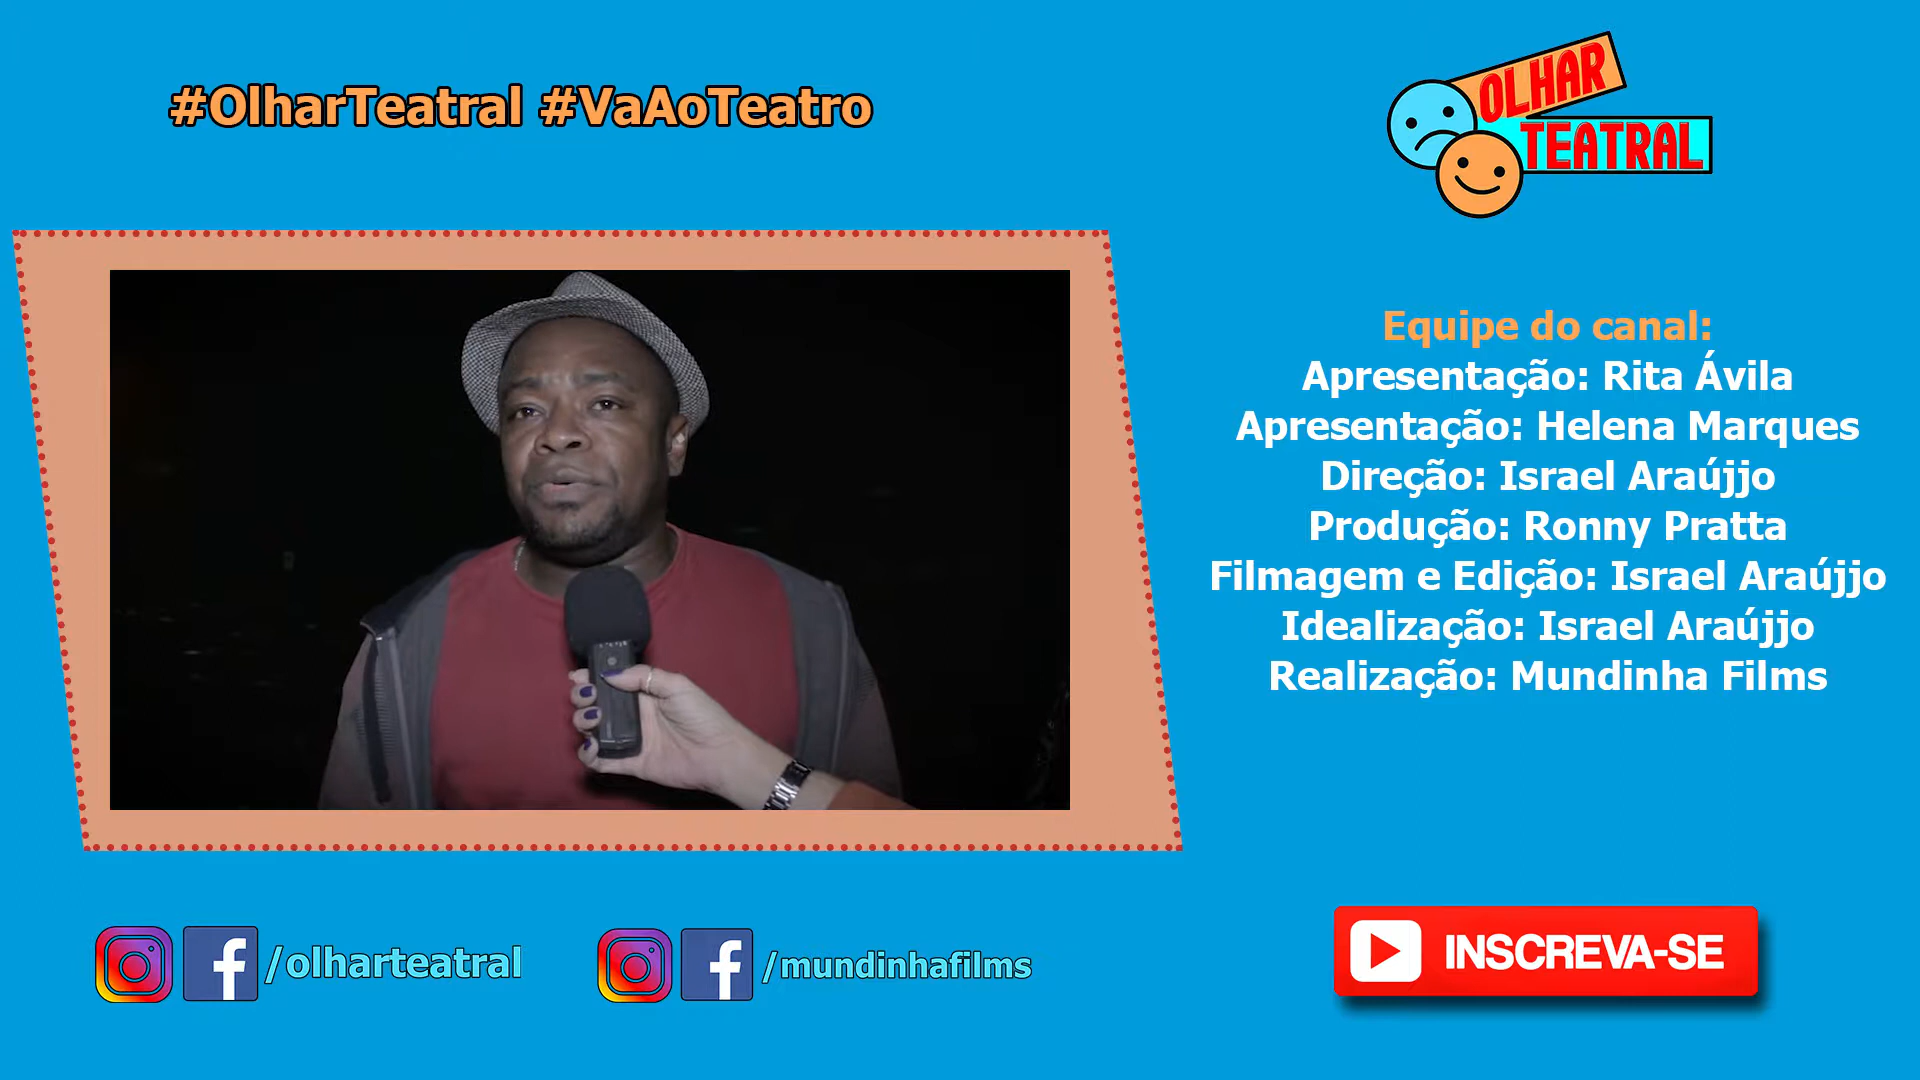 #OlharTeatral #VaAoTeatro
OLHAR
TEATRAL
Equipe do canal:
Apresentação: Rita Ávila
Apresentação: Helena Marques
Direção: Israel Araújjo
Produção: Ronny Pratta
Filmagem e Edição: Israel Araújjo
Idealização: Israel Araújjo
Realização: Mundinha Films
/olharteatral
/mundinhafilms
INSCREVA-SE